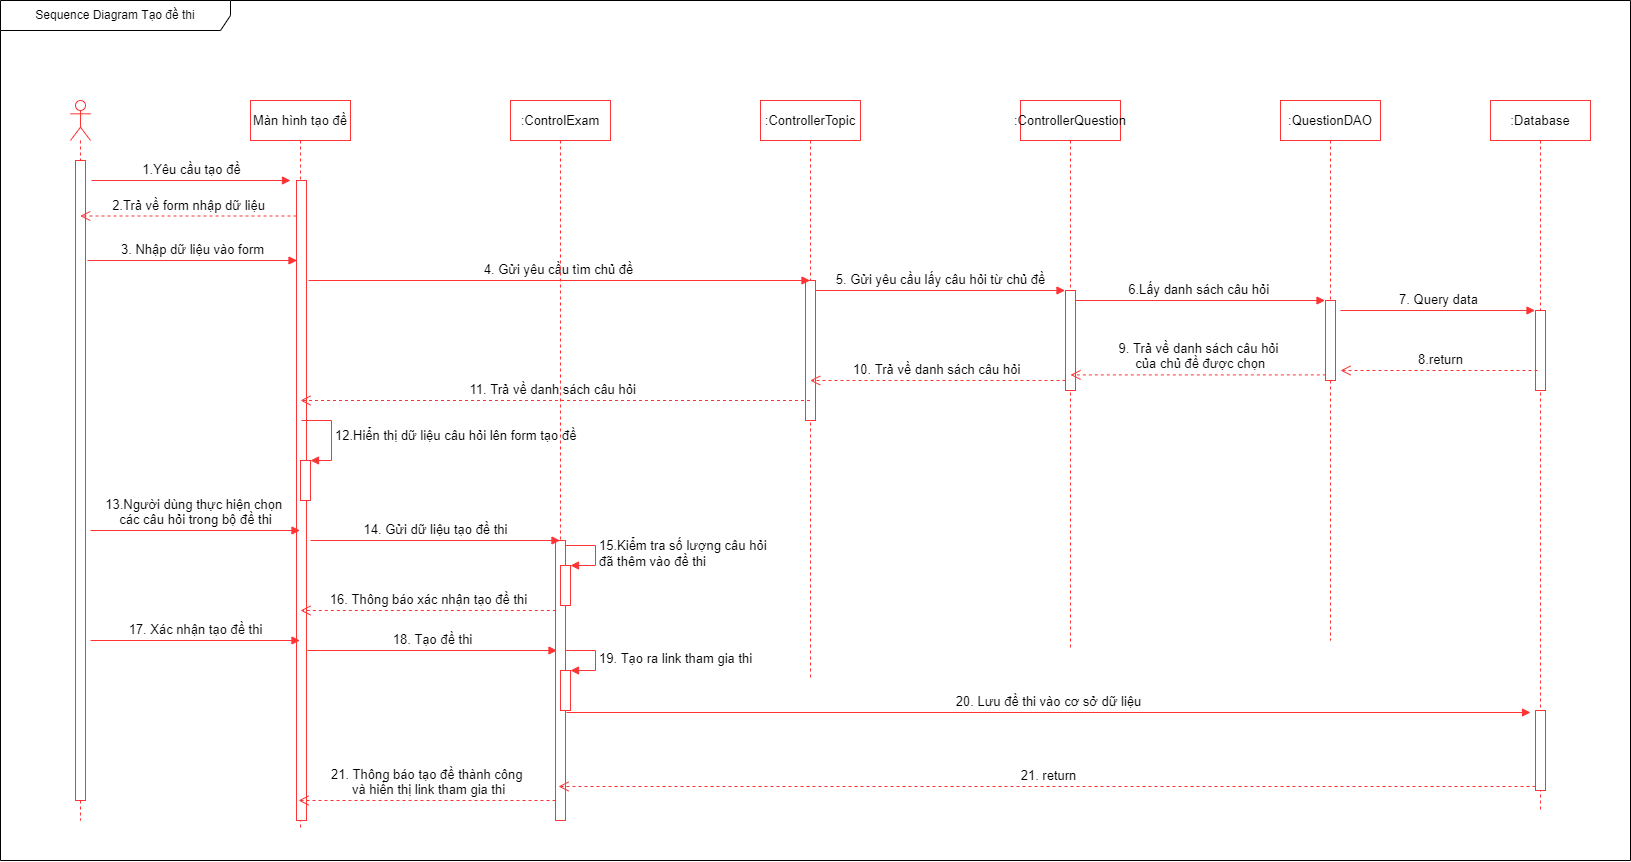 Sequence Diagram Tạo đề thi
Màn hình tạo đề
:ControlExam
:ControllerTopic
:ControllerQuestion
:QuestionDAO
:Database
1.Yêu cầu tạo đề
2.Trả về form nhập dữ liệu
3. Nhập dữ liệu vào form
4. Gửi yêu cầu tìm chủ đề
5. Gửi yêu cầu lấy câu hỏi từ chủ đề
6.Lấy danh sách câu hỏi
7. Query data
8.return
9. Trả về danh sách câu hỏi
của chủ đề được chọn
10. Trả về danh sách câu hỏi
11. Trả về danh sách câu hỏi
12.Hiển thị dữ liệu câu hỏi lên form tạo đề
13.Người dùng thực hiện chọn
các câu hỏi trong bộ đề thi
14. Gửi dữ liệu tạo đề thi
15.Kiểm tra số lượng câu hỏi
đã thêm vào đề thi
16. Thông báo xác nhận tạo đề thi
17. Xác nhận tạo đề thi
18. Tạo đề thi
19. Tạo ra link tham gia thi
20. Lưu đề thi vào cơ sở dữ liệu
21. return
21. Thông báo tạo đề thành công
và hiển thị link tham gia thi